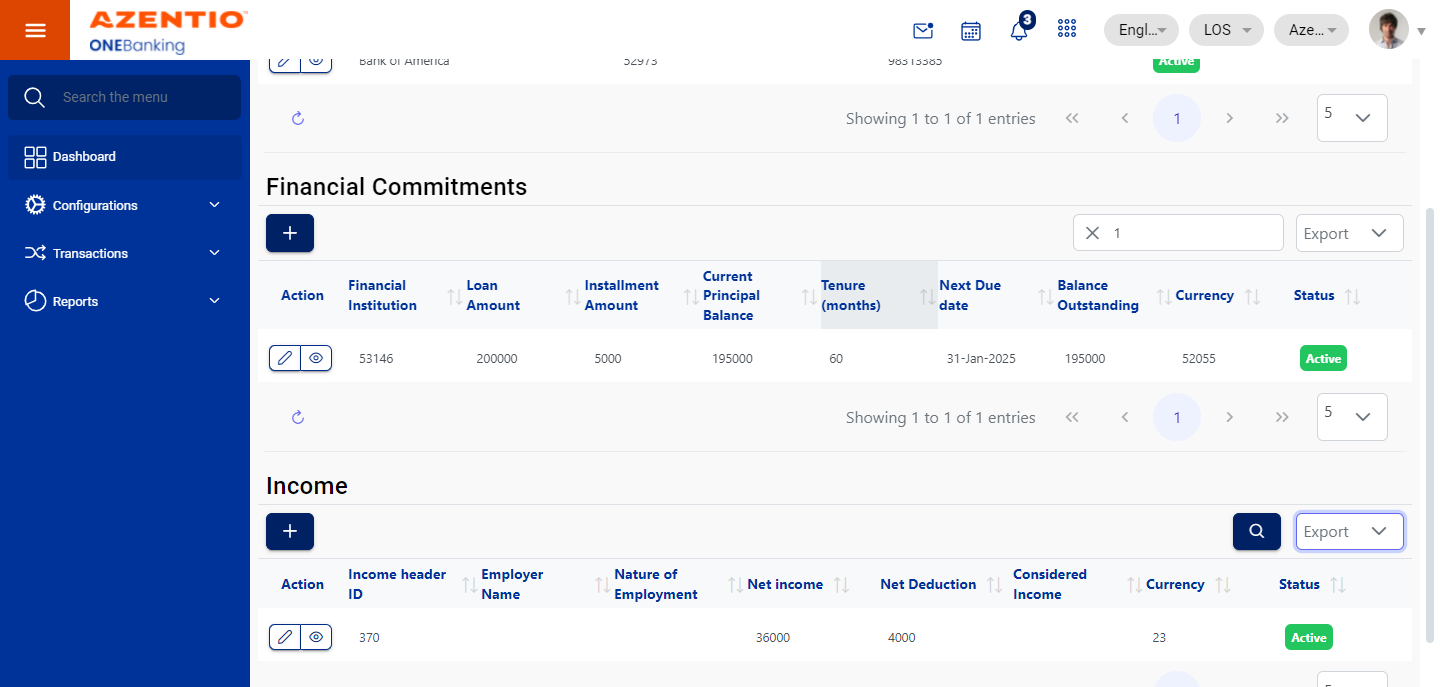 AZENTIO™
ONEBanking
3
Engl...
LOS
Aze...
Search the menu
Dashboard
Configurations
Transactions
Reports
Bank of America 52973 98313385 Active
Showing 1 to 1 of 1 entries 1 5
Financial Commitments
1 Export
Action Financial Institution Loan Amount Installment Amount Current Principal Balance Tenure (months) Next Due date Balance Outstanding Currency Status
53146 200000 5000 195000 60 31-Jan-2025 195000 52055 Active
Showing 1 to 1 of 1 entries 1 5
Income
Export
Action Income header ID Employer Name Nature of Employment Net income Net Deduction Considered Income Currency Status
370 36000 4000 23 Active